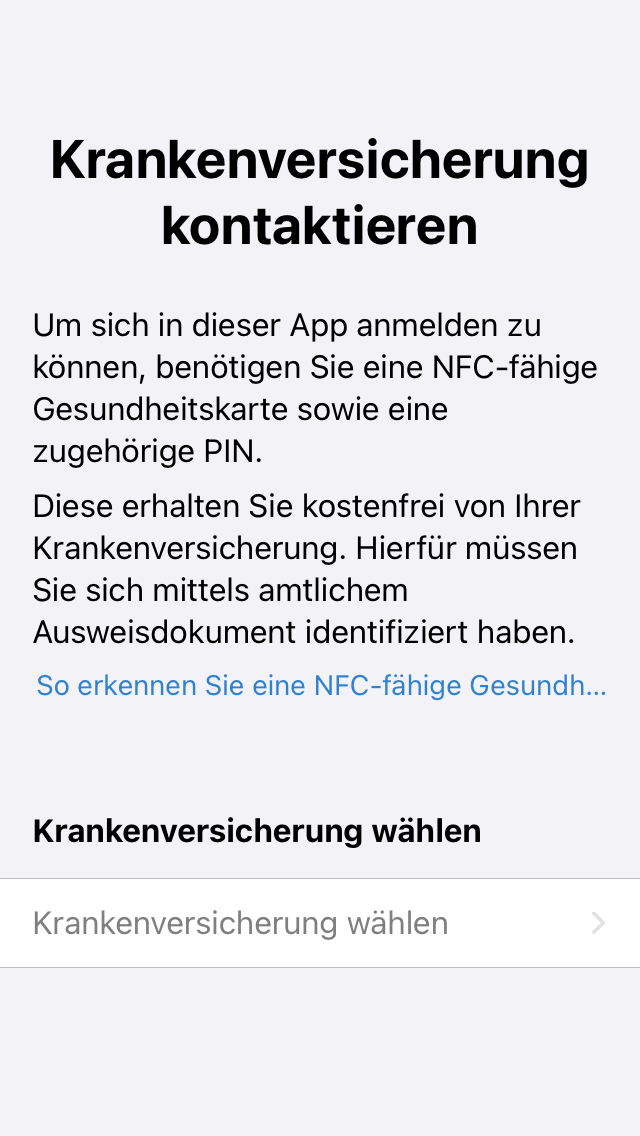 Krankenversicherung
kontaktieren
Um sich in dieser App anmelden zu
können, benötigen Sie eine NFC-fähige
Gesundheitskarte sowie eine
zugehörige PIN.
Diese erhalten Sie kostenfrei von Ihrer
Krankenversicherung. Hierfür müssen
Sie sich mittels amtlichem
Ausweisdokument identifiziert haben.
So erkennen Sie eine NFC-fähige Gesundh...
Krankenversicherung wählen
Krankenversicherung wählen